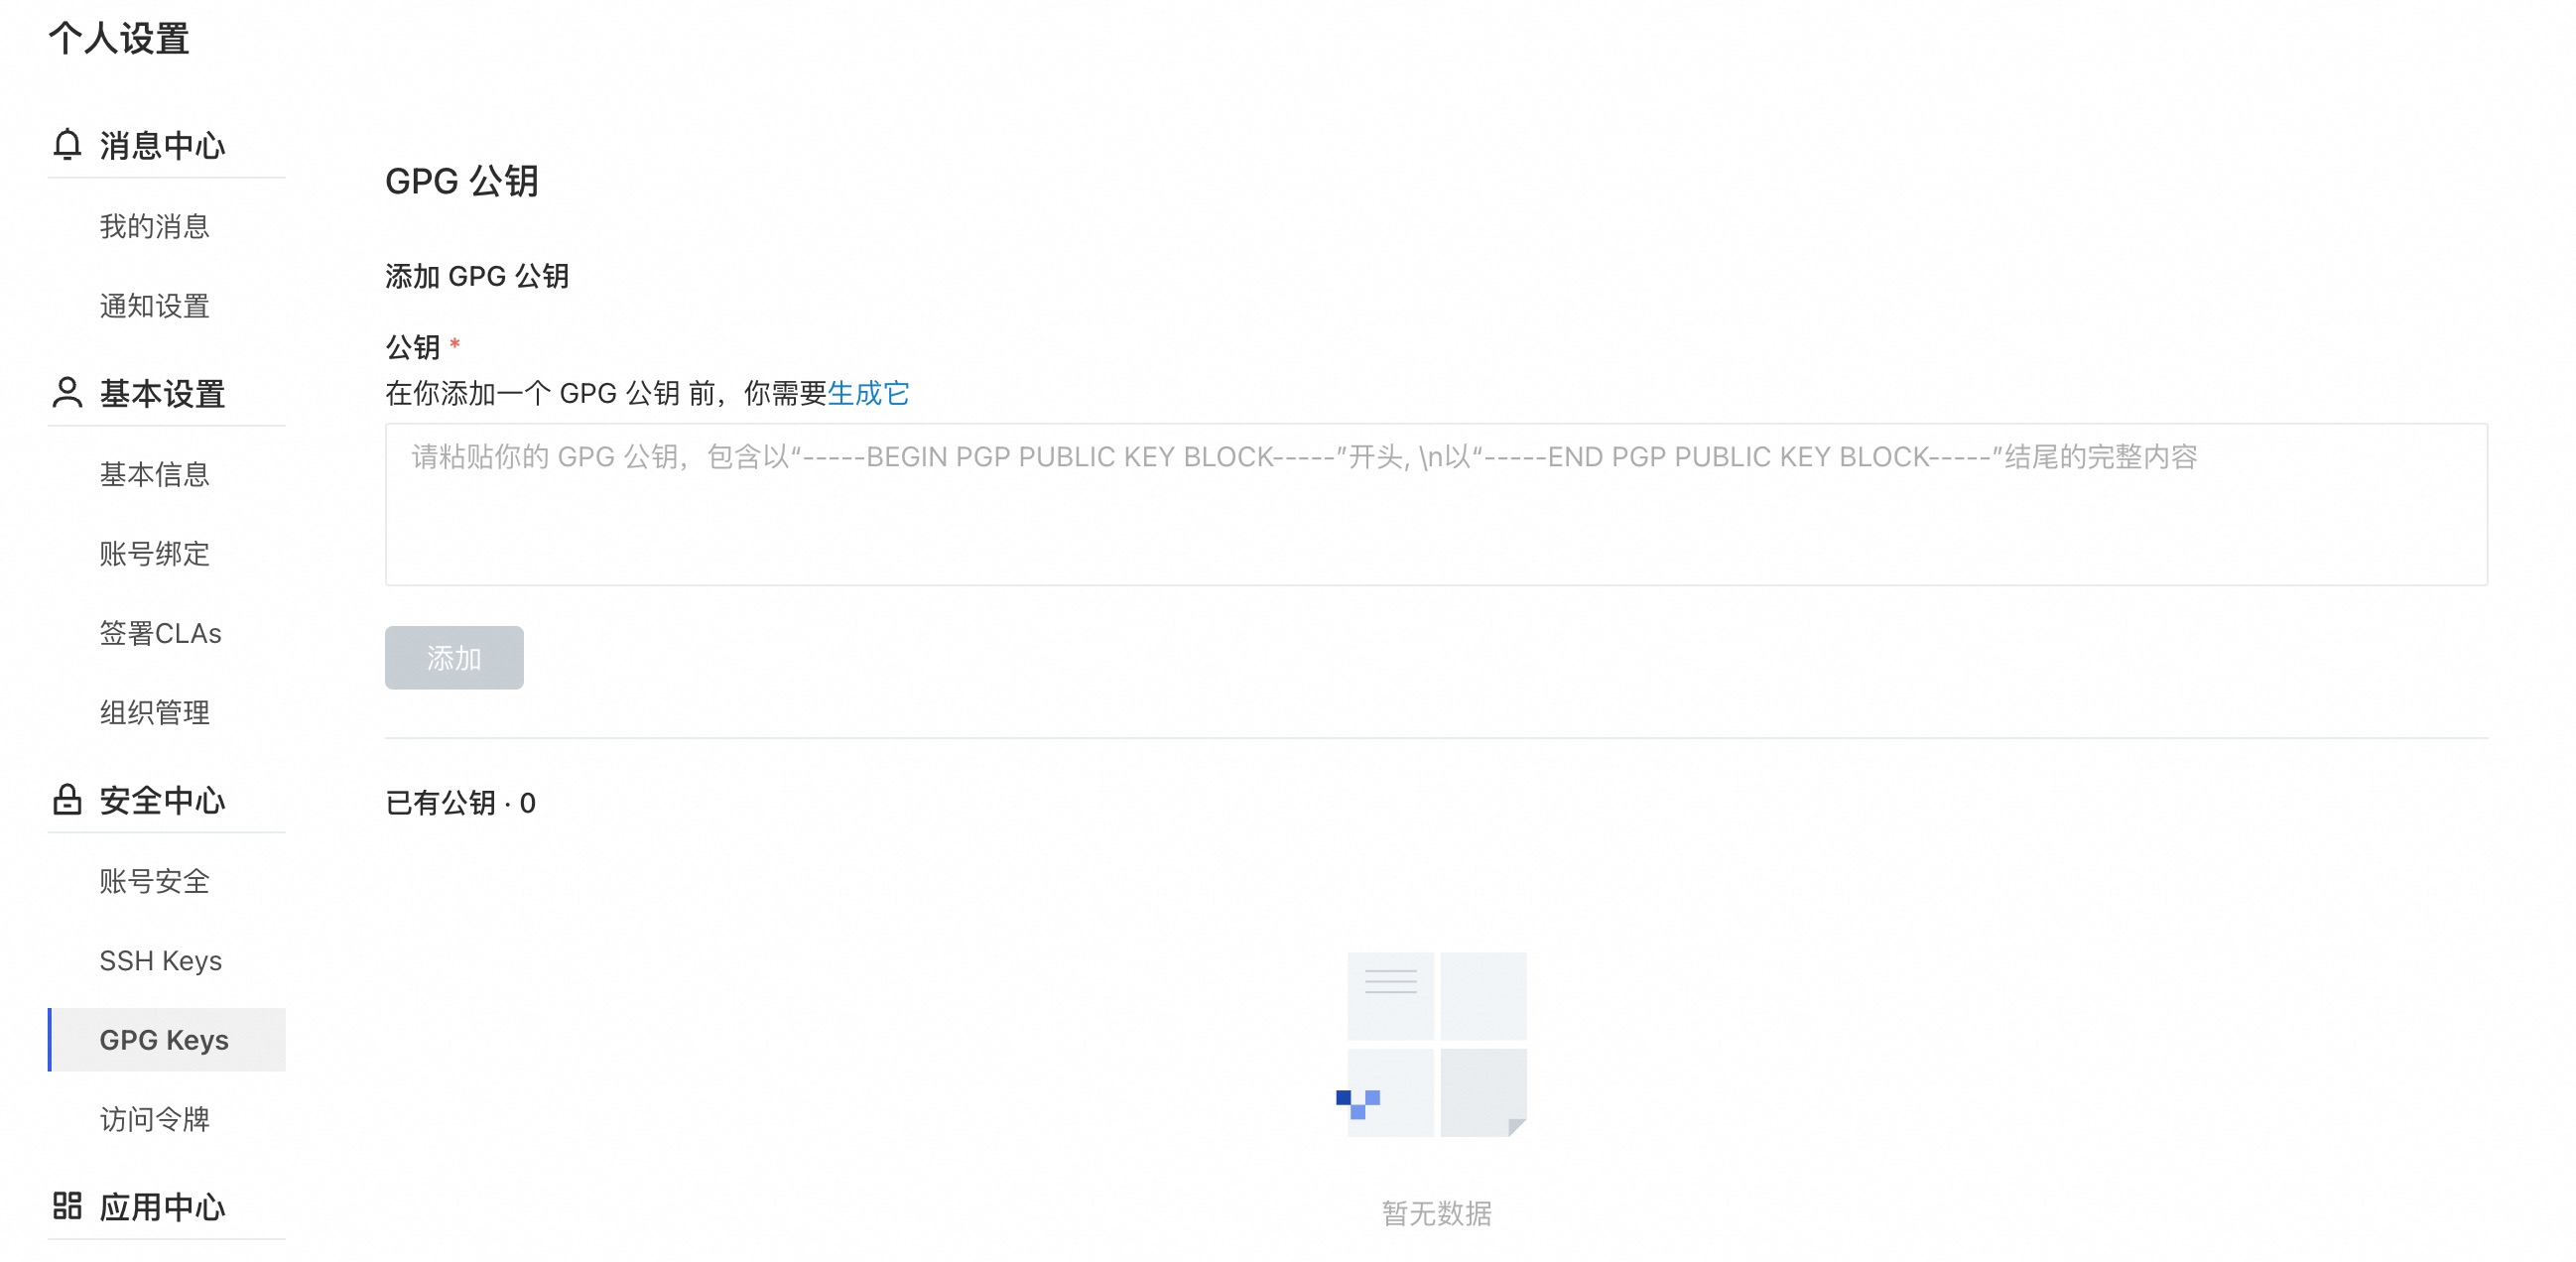 个人设置
消息中心
我的消息
通知设置
基本设置
基本信息
账号绑定
签署CLAs
组织管理
安全中心
账号安全
SSH Keys
GPG Keys
访问令牌
应用中心
GPG 公钥
添加 GPG 公钥
公钥 *
在你添加一个 GPG 公钥 前，你需要生成它
请粘贴你的 GPG 公钥，包含以“-----BEGIN PGP PUBLIC KEY BLOCK-----”开头, \n以“-----END PGP PUBLIC KEY BLOCK-----”结尾的完整内容
添加
已有公钥 · 0
暂无数据